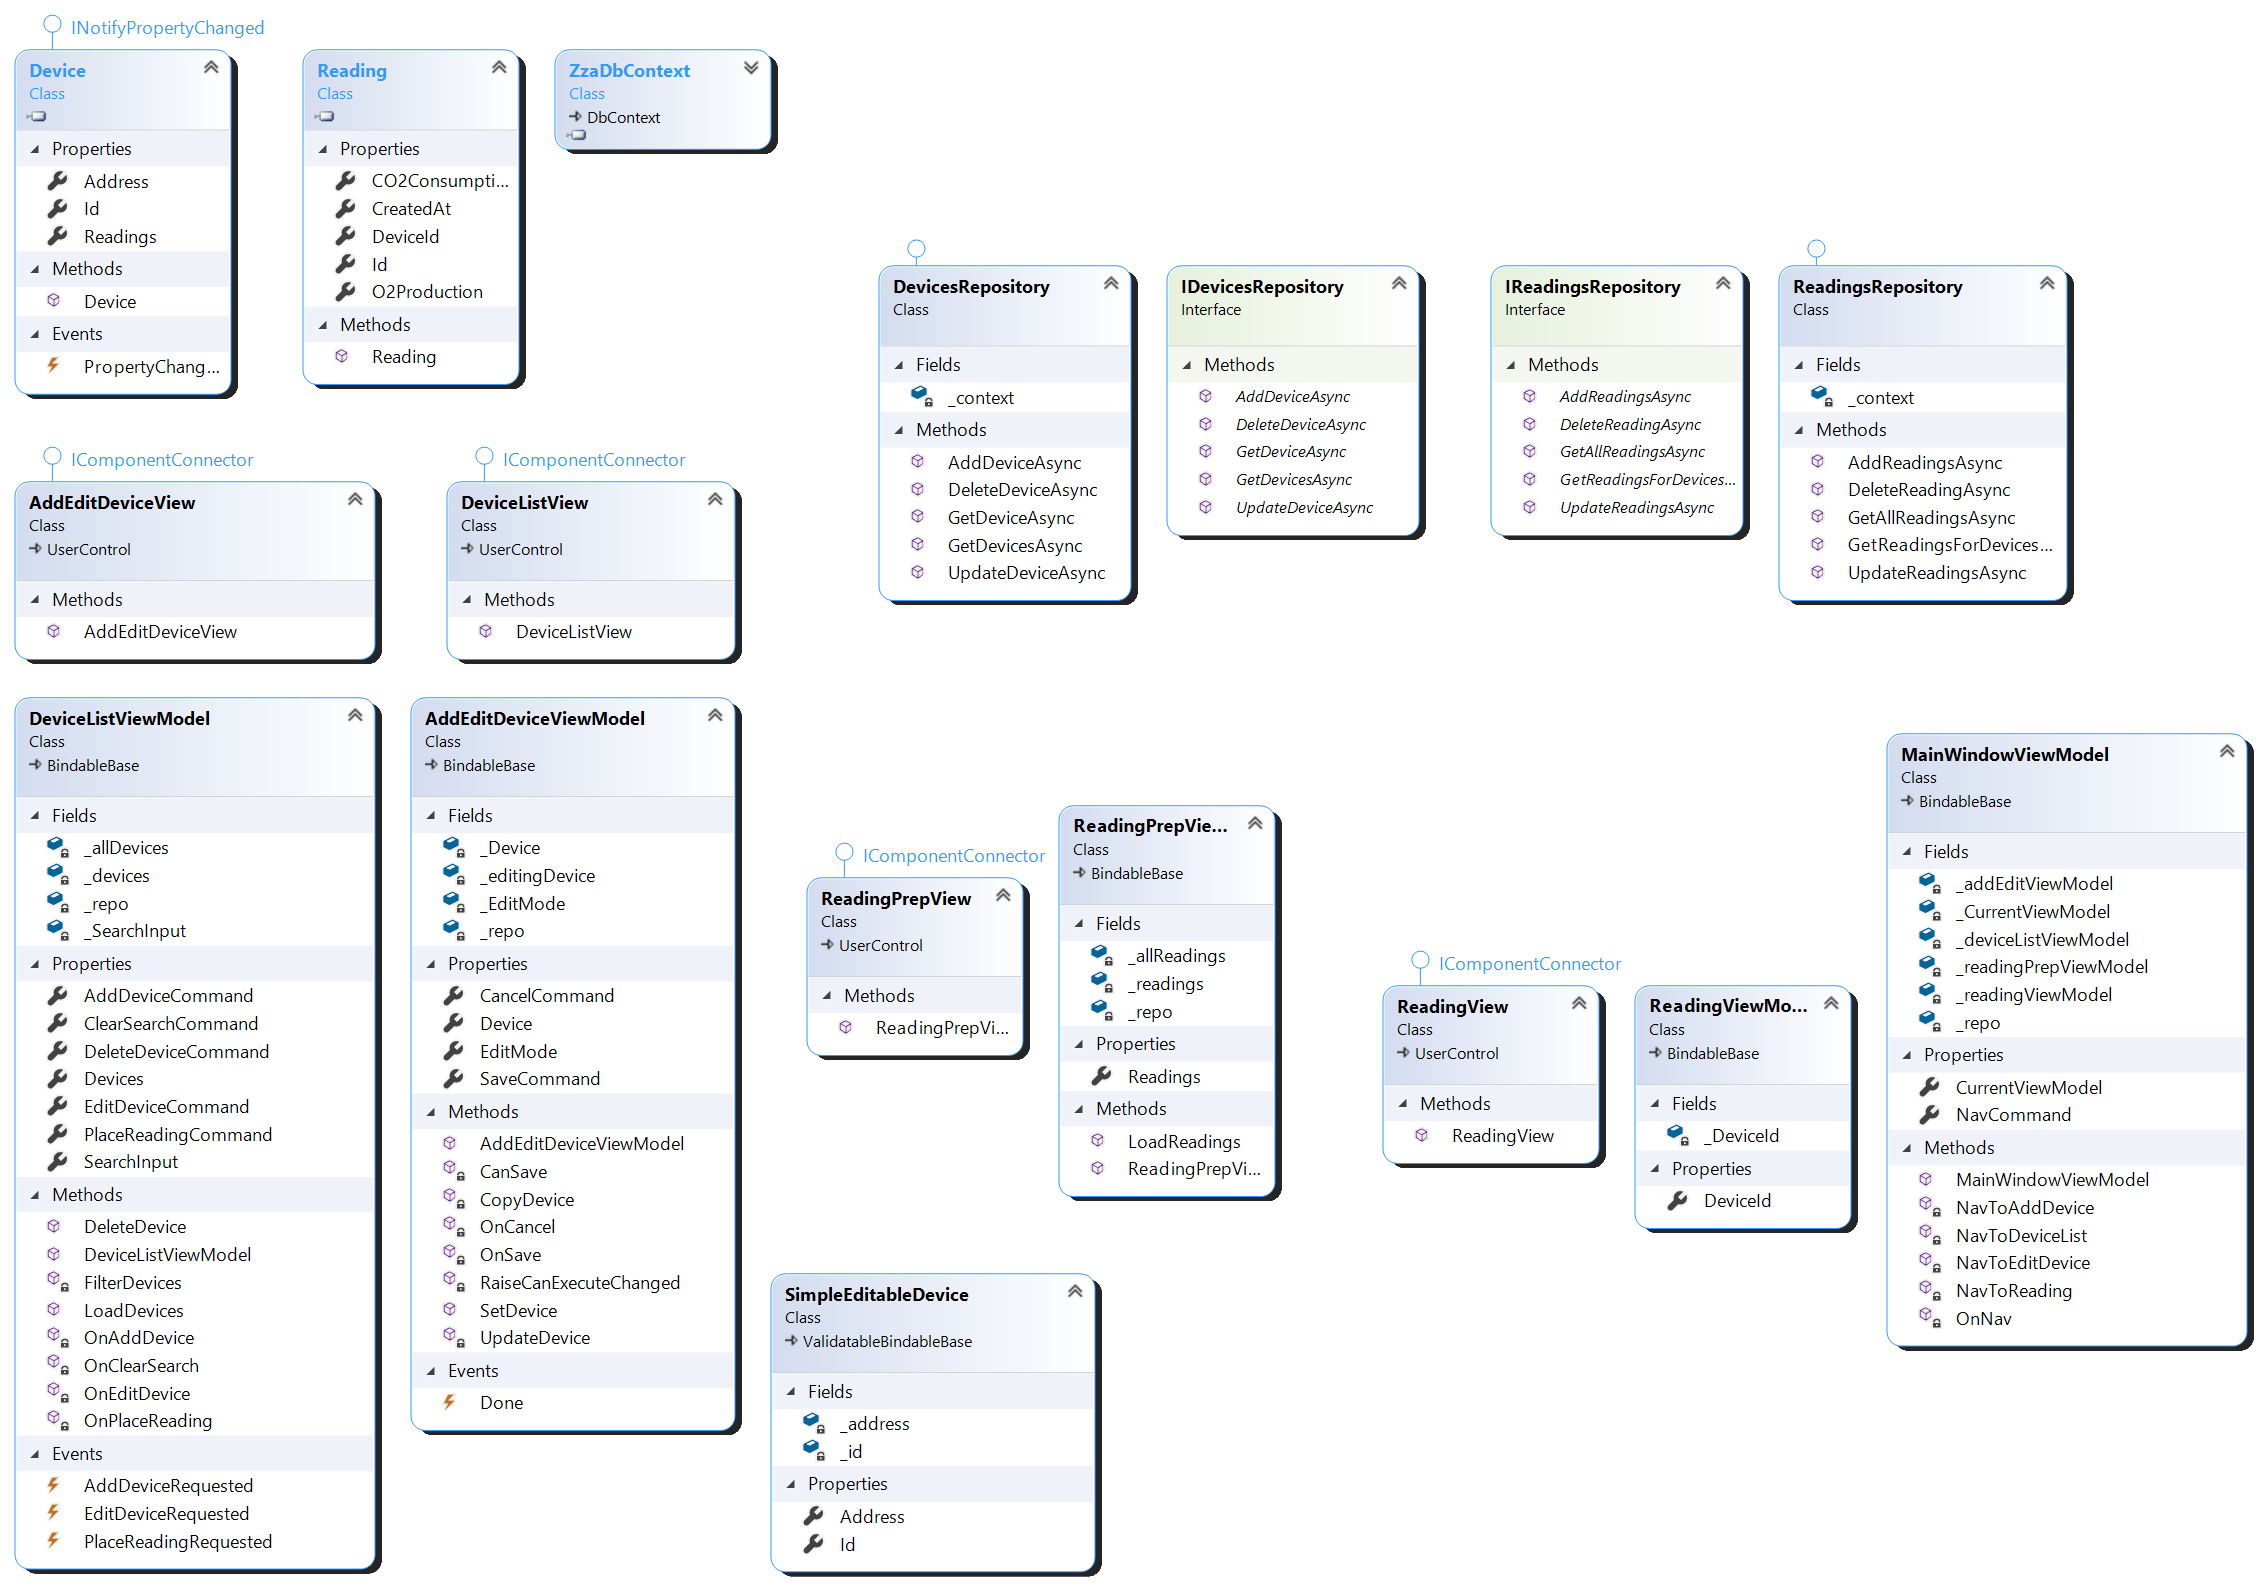 INotifyPropertyChanged
Device
Class
Properties
Address
Id
Readings
Methods
Device
Events
PropertyChang...
Reading
Class
Properties
CO2Consumpti...
CreatedAt
DeviceId
Id
O2Production
Methods
Reading
ZzaDbContext
Class
DbContext
DevicesRepository
Class
Fields
_context
Methods
AddDeviceAsync
DeleteDeviceAsync
GetDeviceAsync
GetDevicesAsync
UpdateDeviceAsync
IDevicesRepository
Interface
Methods
AddDeviceAsync
DeleteDeviceAsync
GetDeviceAsync
GetDevicesAsync
UpdateDeviceAsync
IReadingsRepository
Interface
Methods
AddReadingsAsync
DeleteReadingAsync
GetAllReadingsAsync
GetReadingsForDevices...
UpdateReadingsAsync
ReadingsRepository
Class
Fields
_context
Methods
AddReadingsAsync
DeleteReadingAsync
GetAllReadingsAsync
GetReadingsForDevices...
UpdateReadingsAsync
IComponentConnector
AddEditDeviceView
Class
UserControl
Methods
AddEditDeviceView
IComponentConnector
DeviceListView
Class
UserControl
Methods
DeviceListView
DeviceListViewModel
Class
BindableBase
Fields
_allDevices
_devices
_repo
_SearchInput
Properties
AddDeviceCommand
ClearSearchCommand
DeleteDeviceCommand
Devices
EditDeviceCommand
PlaceReadingCommand
SearchInput
Methods
DeleteDevice
DeviceListViewModel
FilterDevices
LoadDevices
OnAddDevice
OnClearSearch
OnEditDevice
OnPlaceReading
Events
AddDeviceRequested
EditDeviceRequested
PlaceReadingRequested
AddEditDeviceViewModel
Class
BindableBase
Fields
_Device
_editingDevice
_EditMode
_repo
Properties
CancelCommand
Device
EditMode
SaveCommand
Methods
AddEditDeviceViewModel
CanSave
CopyDevice
OnCancel
OnSave
RaiseCanExecuteChanged
SetDevice
UpdateDevice
Events
Done
IComponentConnector
ReadingPrepView
Class
UserControl
Methods
ReadingPrepVi...
ReadingPrepVie...
Class
BindableBase
Fields
_allReadings
_readings
_repo
Properties
Readings
Methods
LoadReadings
ReadingPrepVi...
SimpleEditableDevice
Class
ValidatableBindableBase
Fields
_address
_id
Properties
Address
Id
IComponentConnector
ReadingView
Class
UserControl
Methods
ReadingView
ReadingViewMo...
Class
BindableBase
Fields
_DeviceId
Properties
DeviceId
MainWindowViewModel
Class
BindableBase
Fields
_addEditViewModel
_CurrentViewModel
_deviceListViewModel
_readingPrepViewModel
_readingViewModel
_repo
Properties
CurrentViewModel
NavCommand
Methods
MainWindowViewModel
NavToAddDevice
NavToDeviceList
NavToEditDevice
NavToReading
OnNav